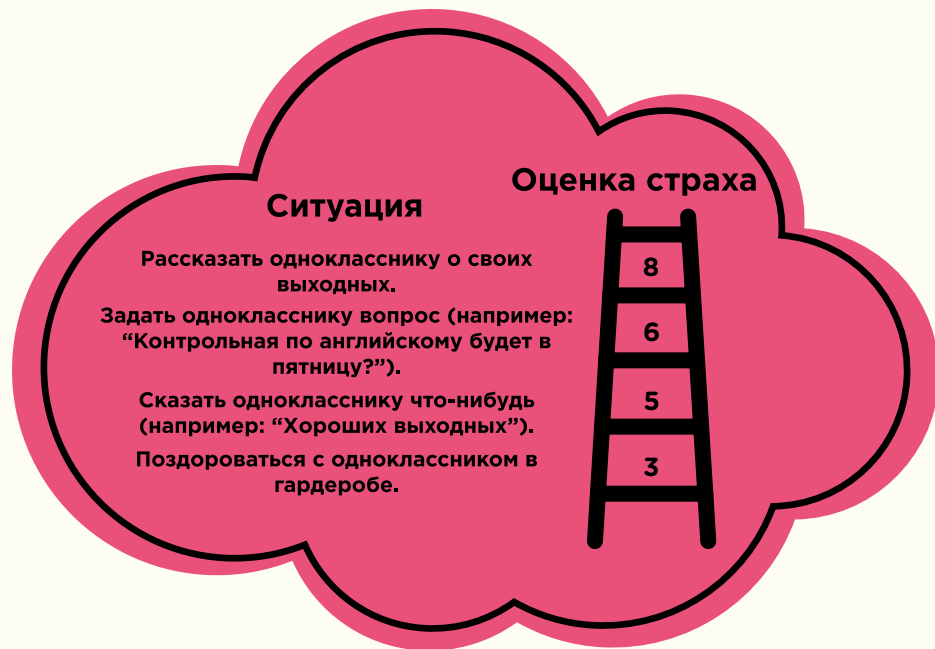 Ситуация
Оценка страха
Рассказать однокласснику о своих
выходных.
8
Задать однокласснику вопрос (например:
“Контрольная по английскому будет в
пятницу?”).
6
Сказать однокласснику что-нибудь
(например: “Хороших выходных”).
5
Поздороваться с одноклассником в
гардеробе.
3